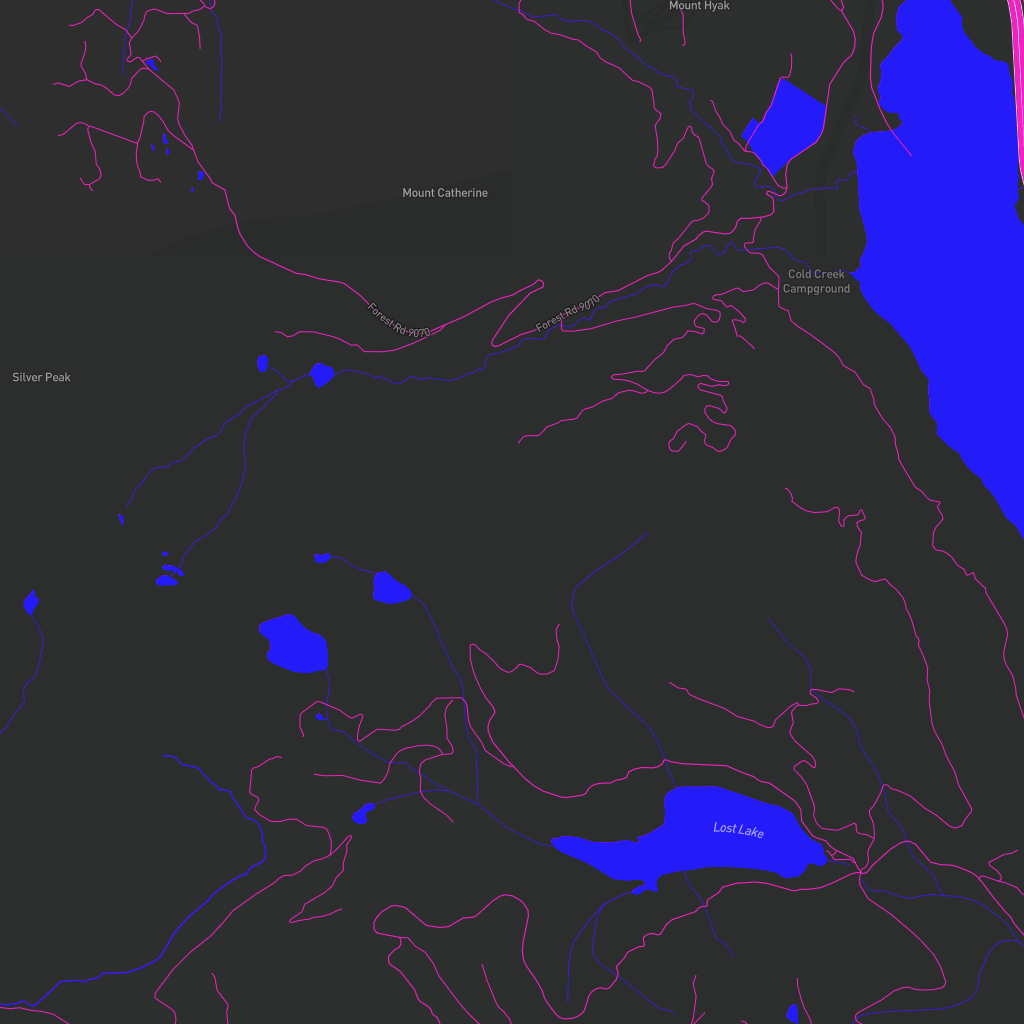 Mount Hyak
Mount Catherine
Cold Creek
Campground
Forest Rd 9070
Forest Rd 9070
Silver Peak
Lost Lake